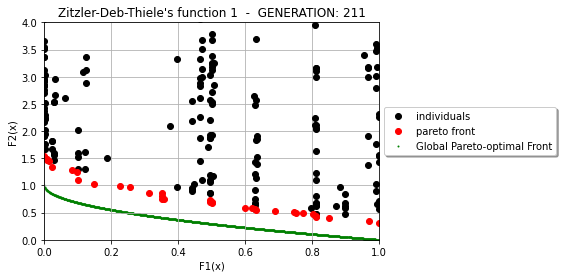 Zitzler-Deb-Thiele's function 1 - GENERATION: 211
4.0
3.5
3.0
2.5
2.0
1.5
1.0
0.5
0.0
F2(x)
0.0 0.2 0.4 0.6 0.8 1.0
F1(x)
individuals
pareto front
Global Pareto-optimal Front